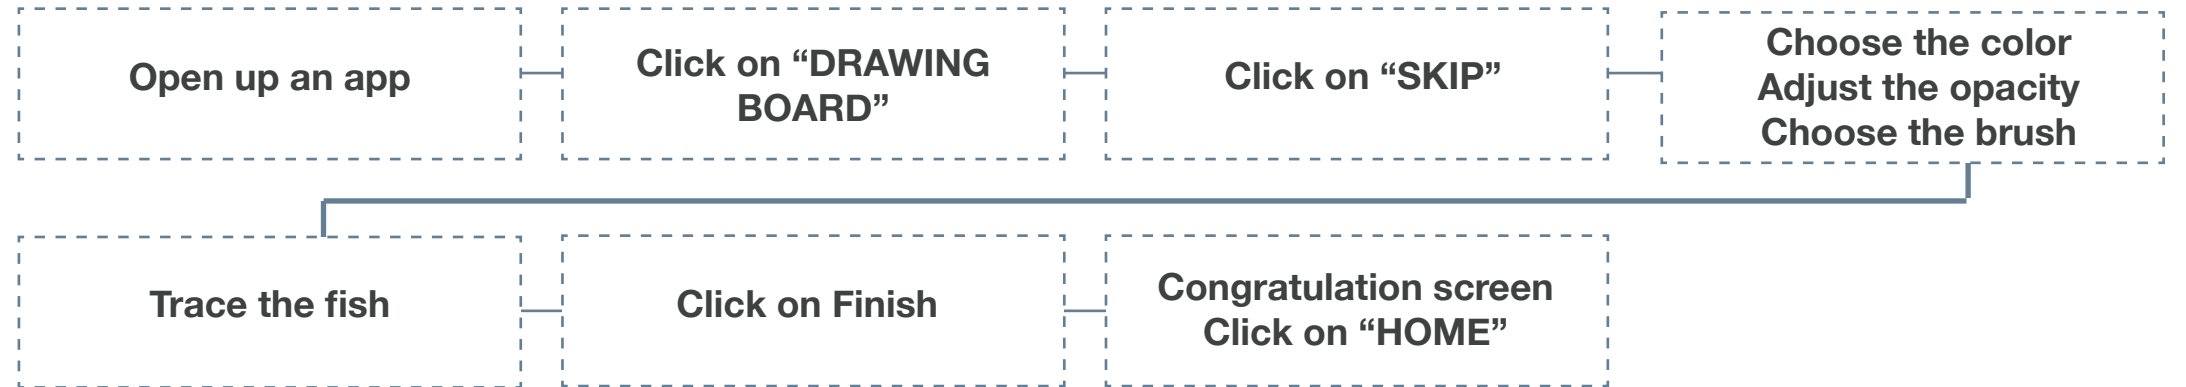 Open up an app
Click on “DRAWING
BOARD”
Click on “SKIP”
Choose the color
Adjust the opacity
Choose the brush
Trace the fish
Click on Finish
Congratulation screen
Click on “HOME”